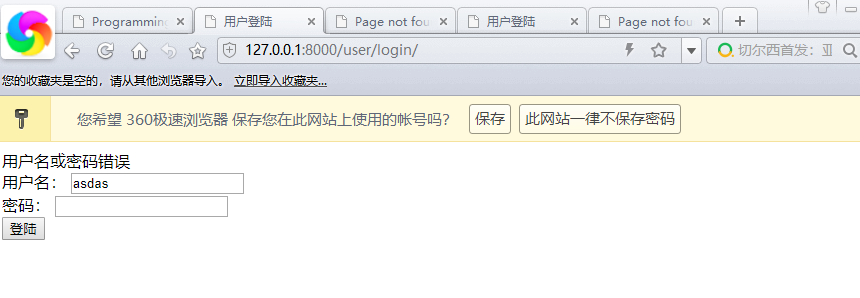 Programming 用户登陆 Page not fou 用户登陆 Page not fou
127.0.0.1:8000/user/login/ 切尔西首发：
您的收藏夹是空的，请从其他浏览器导入。 立即导入收藏夹...
您希望 360极速浏览器 保存您在此网站上使用的帐号吗？ 保存 此网站一律不保存密码
用户名或密码错误
用户名： asdas
密码：
登陆